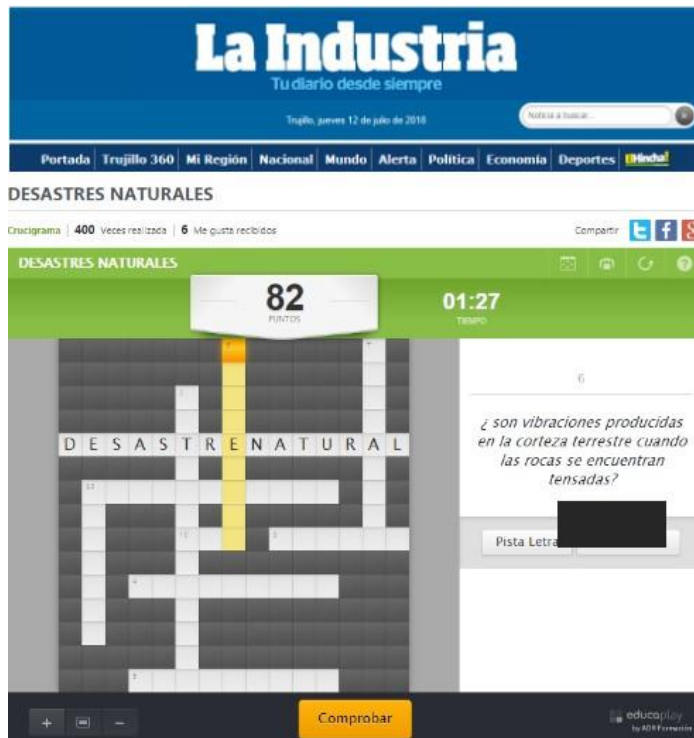 La Industria
Tu diario desde siempre
Trujillo, jueves 12 de julio de 2018
Noticia a buscar...
Portada Trujillo 360 Mi Región Nacional Mundo Alerta Política Economía Deportes Hincha!
DESASTRES NATURALES
Crucigrama 400 Veces realizada 6 Me gusta recibidos
Compartir
DESASTRES NATURALES
82
PUNTOS
01:27
TIEMPO
DESASTRENATURAL
6
¿ son vibraciones producidas
en la corteza terrestre cuando
las rocas se encuentran
tensadas?
Pista Letra
Comprobar
educaplay
by ADR Formación